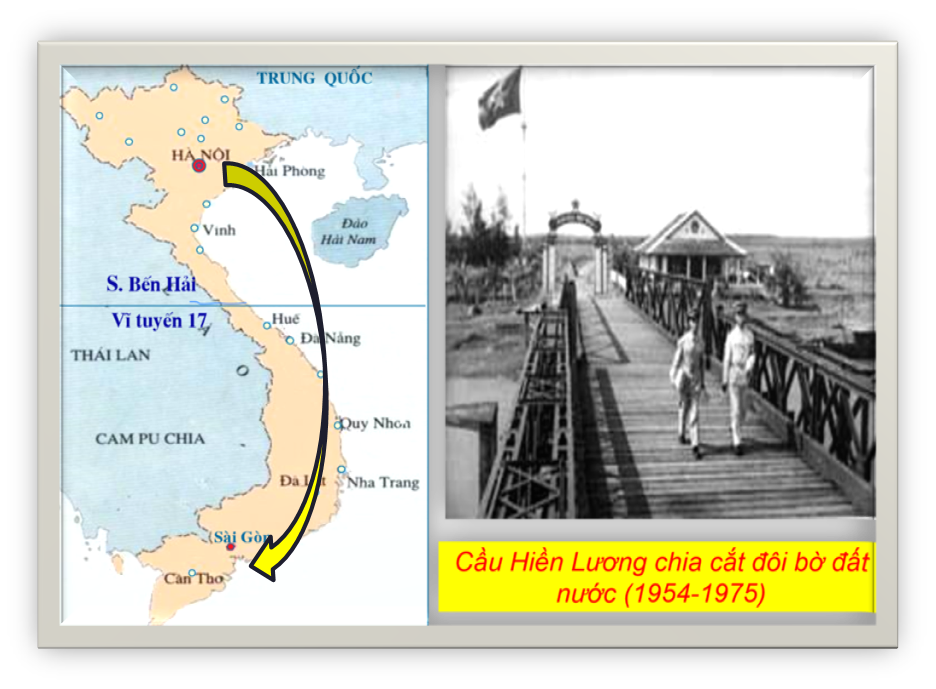 TRUNG QUỐC
HÀ NỘI
Hải Phòng
Vinh
Đảo
Hải Nam
S. Bến Hải
Vĩ tuyến 17
Huế
Đà Nẵng
THÁI LAN
Quy Nhơn
CAM PU CHIA
Nha Trang
(Sài Gòn
Cần Thơ
Cầu Hiền Lương chia cắt đôi bờ đất
nước (1954-1975)